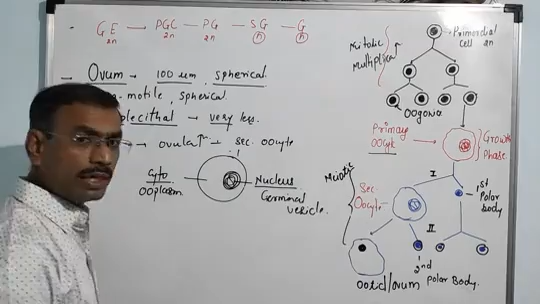 GE → PGC — PG — SG — G
2n 2n 2n n n
→ Ovum - 100 um, spherical
motile, spherical.
lecithal → very less.
→ ovulat↑ → sec. oocyte
Cyto
Ooplasm
Nucleus
Germinal
vesicle.
Primordial
cell 2n
Mitotic
Multiplica
Oogonia
Primary
Oocyte
Growth
Phase
Meiotic
I
1st
Polar
body
Sec.
Oocyte
II
2nd
Polar Body.
Ootid/ovum